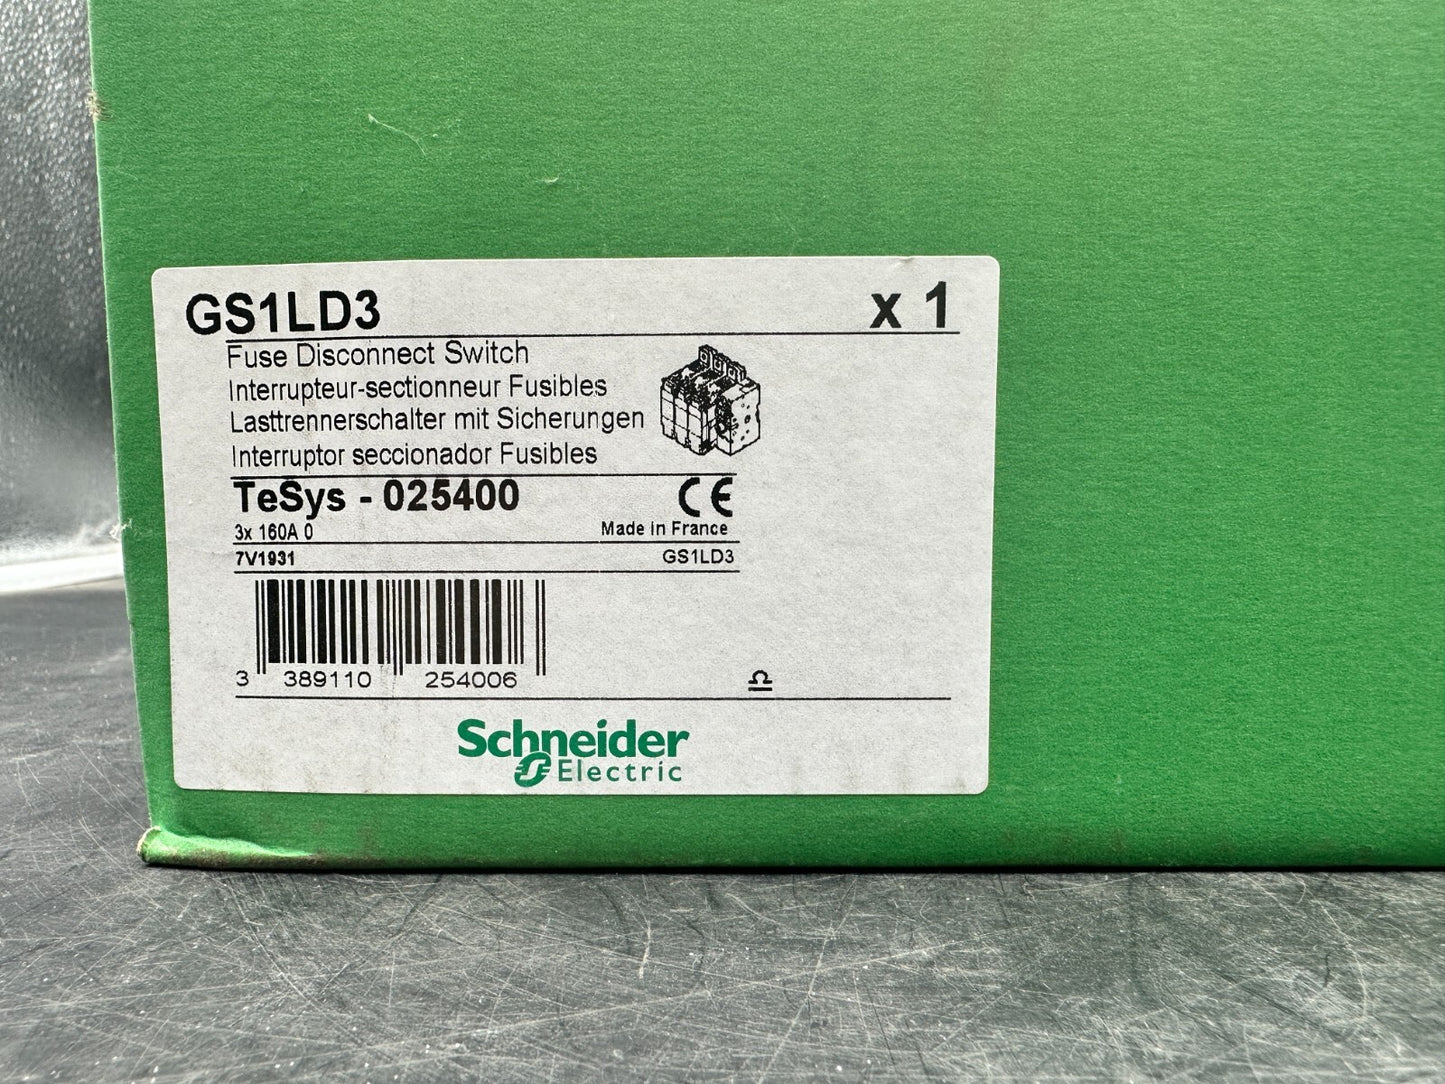 GS1LD3 x 1
Fuse Disconnect Switch
Interrupteur-sectionneur Fusibles
Lasttrennerschalter mit Sicherungen
Interruptor seccionador Fusibles
TeSys - 025400 CE
3x 160A 0 Made in France
7V1931 GS1LD3
3 389110 254006
Schneider
Electric